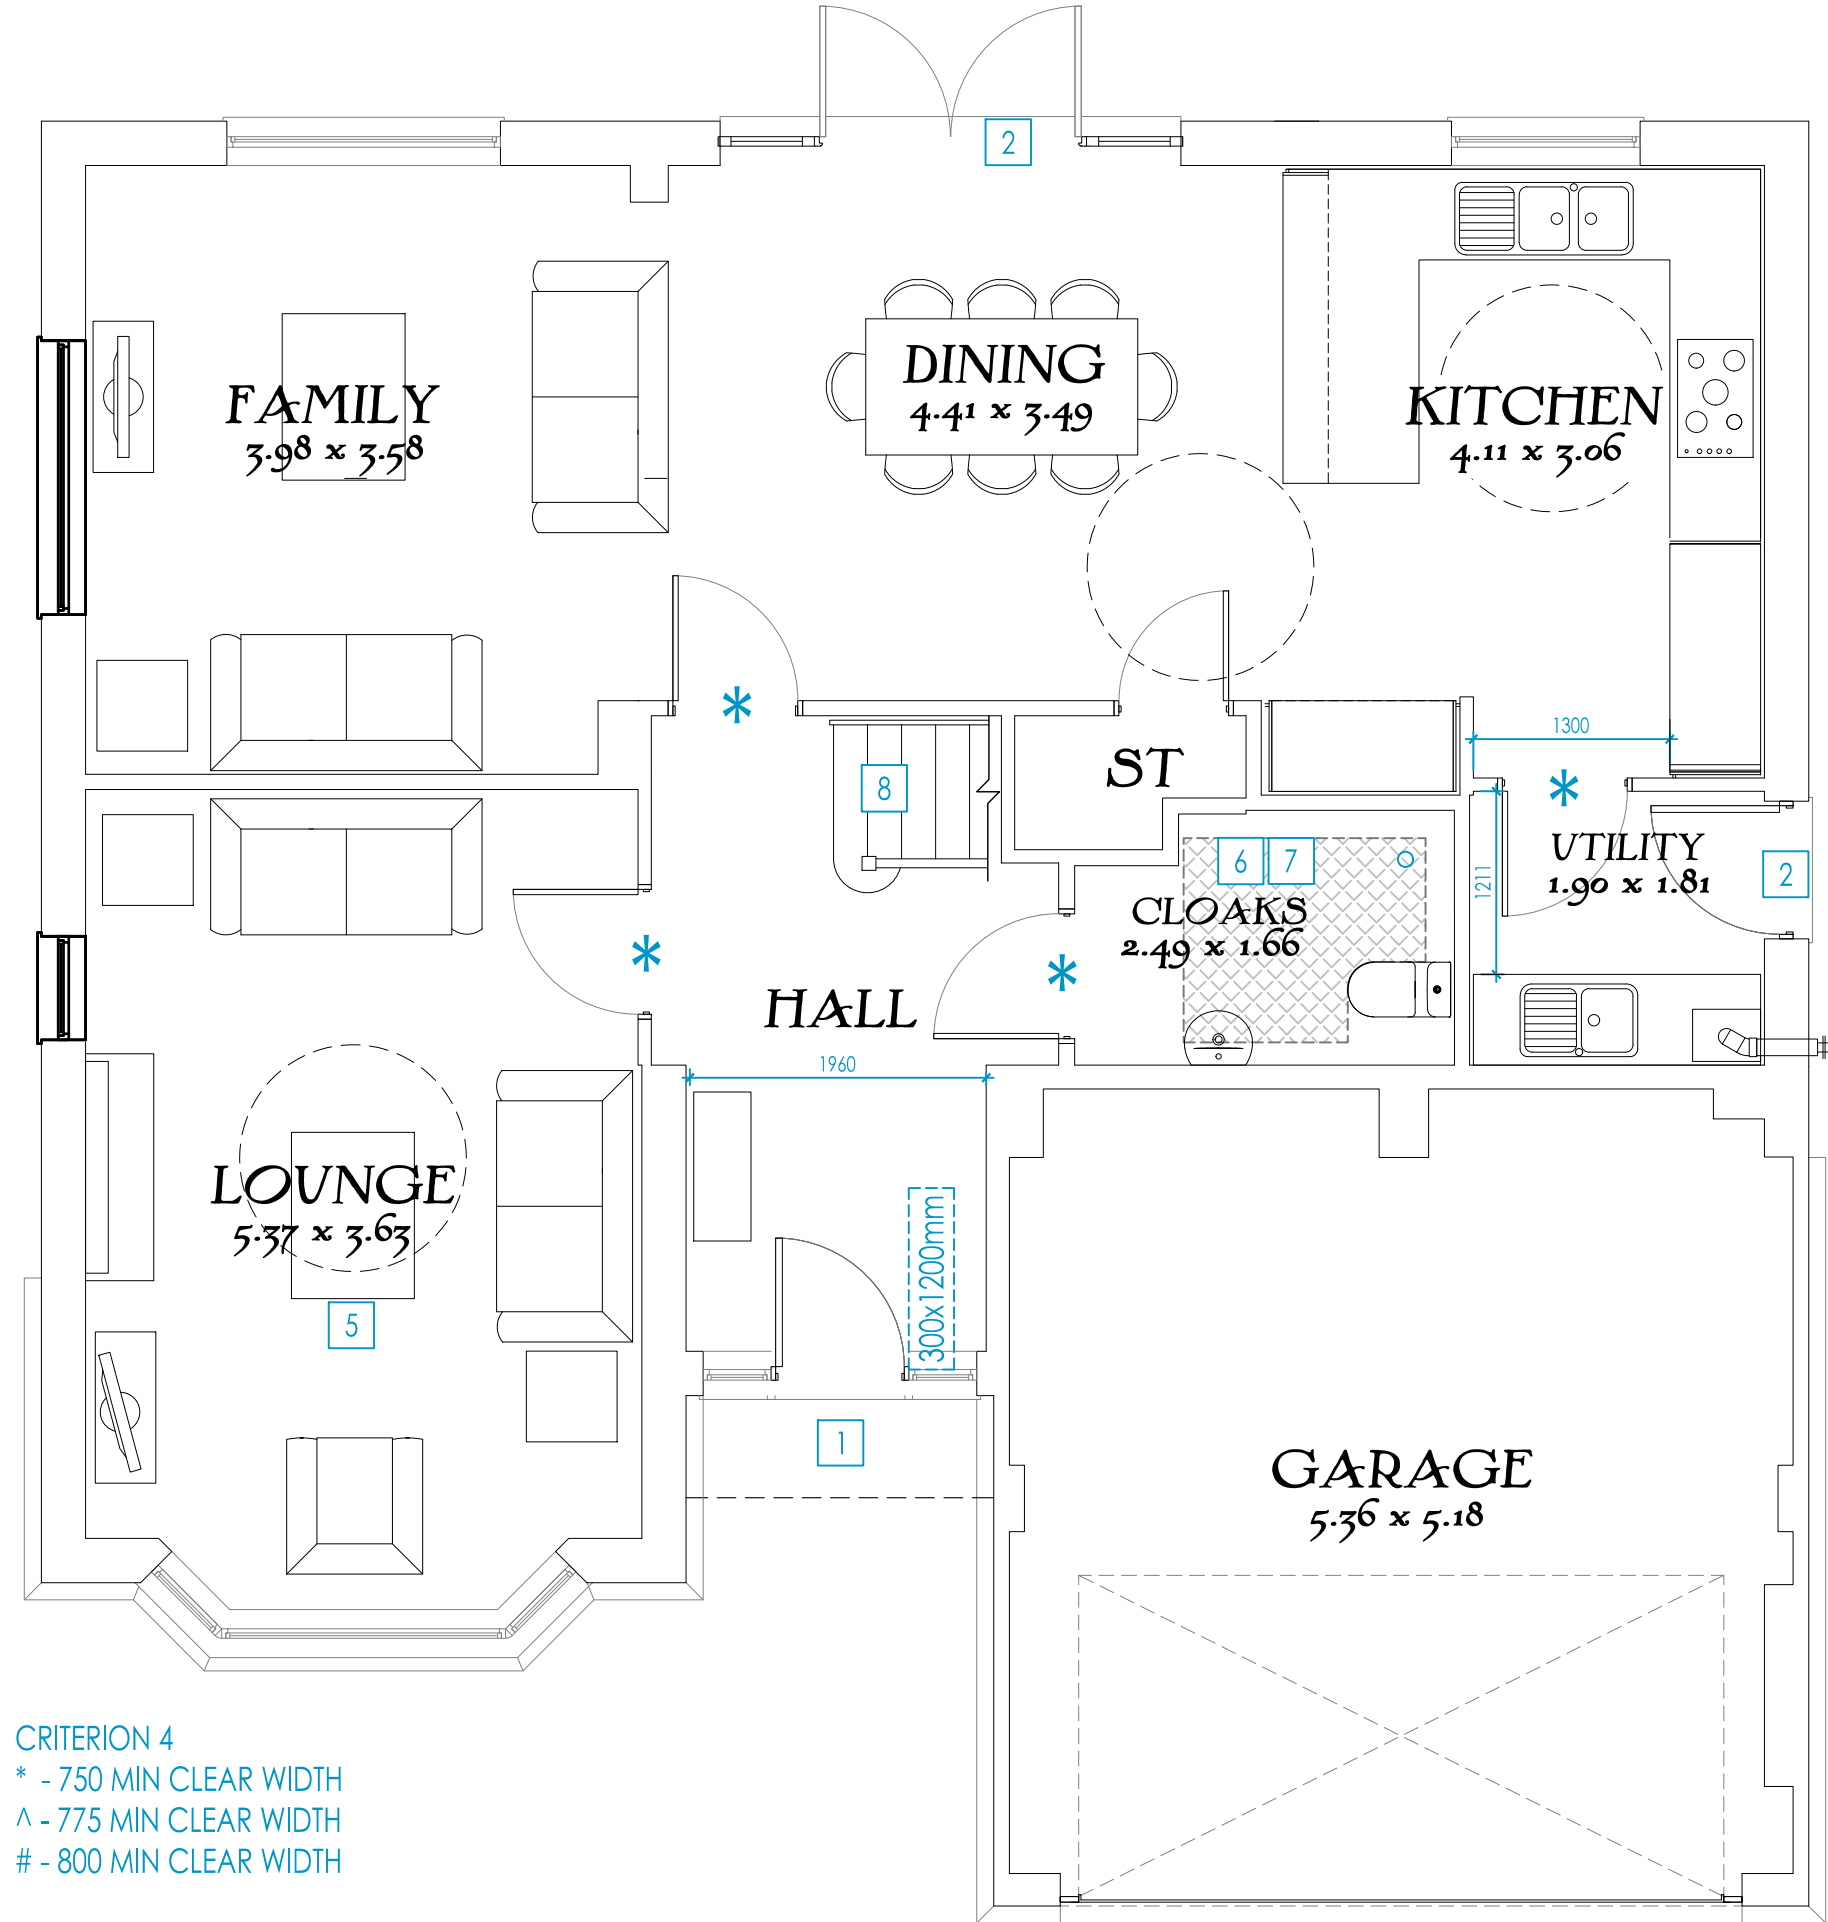 2
DINING
4.41 x 3.49
FAMILY
3.98 x 3.58
KITCHEN
4.11 x 3.06
*
1300
ST
8
*
UTILITY
1.90 x 1.81
1211
2
6 7
CLOAKS
2.49 x 1.66
*
*
HALL
1960
LOUNGE
5.37 x 3.63
300x1200mm
5
1
GARAGE
5.36 x 5.18
CRITERION 4
* - 750 MIN CLEAR WIDTH
^ - 775 MIN CLEAR WIDTH
# - 800 MIN CLEAR WIDTH